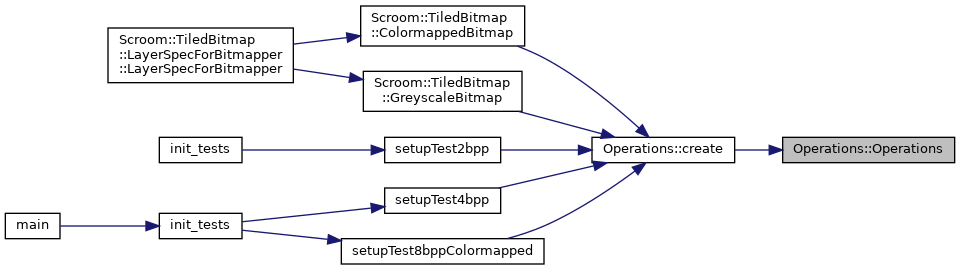 Scroom::TiledBitmap
::ColormappedBitmap
Scroom::TiledBitmap
::LayerSpecForBitmapper
::LayerSpecForBitmapper
Scroom::TiledBitmap
::GreyscaleBitmap
init_tests
setupTest2bpp
Operations::create
Operations::Operations
setupTest4bpp
main
init_tests
setupTest8bppColormapped